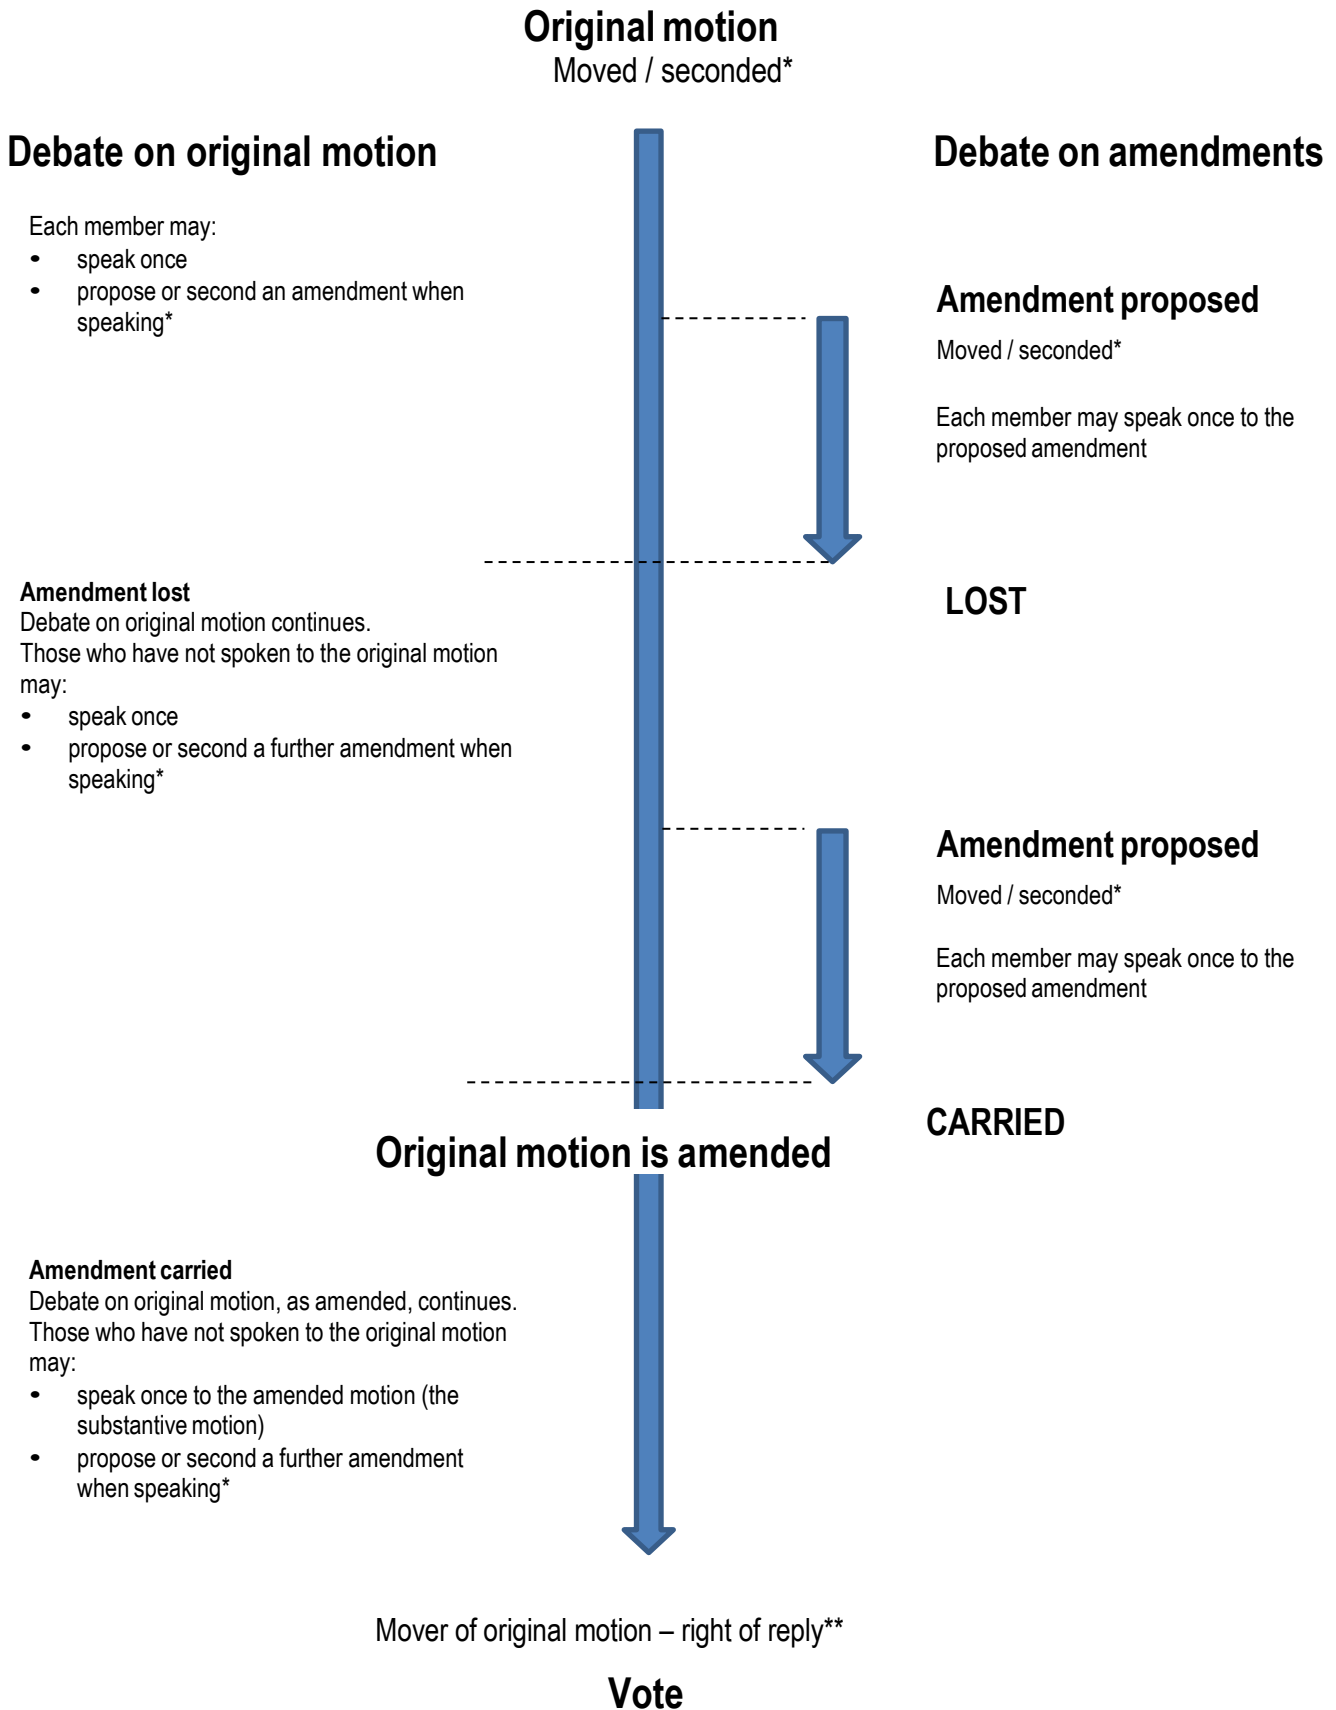 Original motion
Moved / seconded*
Debate on original motion
Debate on amendments
Each member may:
• speak once
• propose or second an amendment when
speaking*
Amendment proposed
Moved / seconded*
Each member may speak once to the
proposed amendment
LOST
Amendment lost
Debate on original motion continues.
Those who have not spoken to the original motion
may:
• speak once
• propose or second a further amendment when
speaking*
Amendment proposed
Moved / seconded*
Each member may speak once to the
proposed amendment
CARRIED
Original motion is amended
Amendment carried
Debate on original motion, as amended, continues.
Those who have not spoken to the original motion
may:
• speak once to the amended motion (the
substantive motion)
• propose or second a further amendment
when speaking*
Mover of original motion – right of reply**
Vote